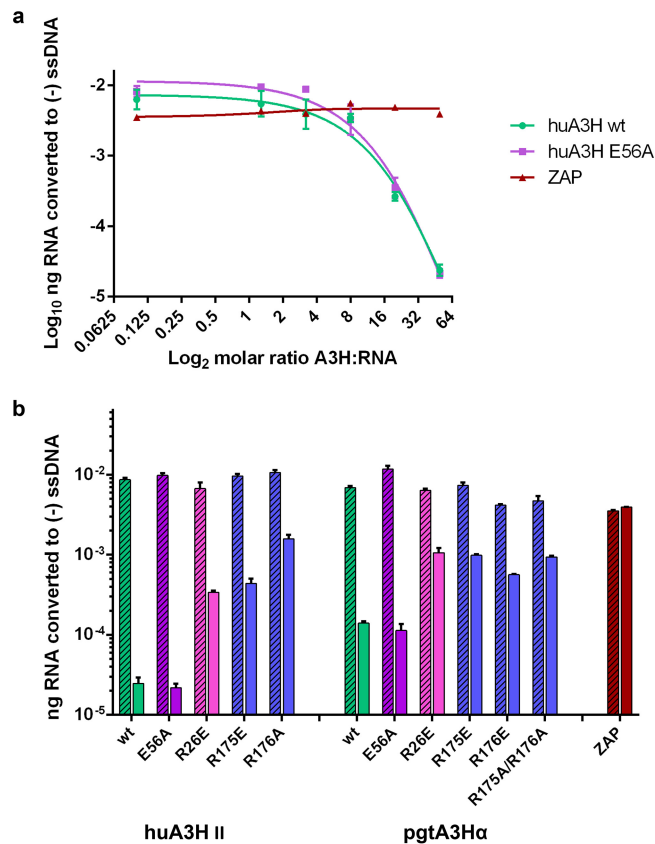 a
Log10 ng RNA converted to (-) ssDNA
-2
-3
-4
-5
0.0625
0.125
0.25
0.5
1
2
4
8
16
32
64
Log2 molar ratio A3H:RNA
huA3H wt
huA3H E56A
ZAP
b
ng RNA converted to (-) ssDNA
10-2
10-3
10-4
10-5
wt
E56A
R26E
R175E
R176A
wt
E56A
R26E
R175E
R176E
R175A/R176A
ZAP
huA3H II
pgtA3Hα